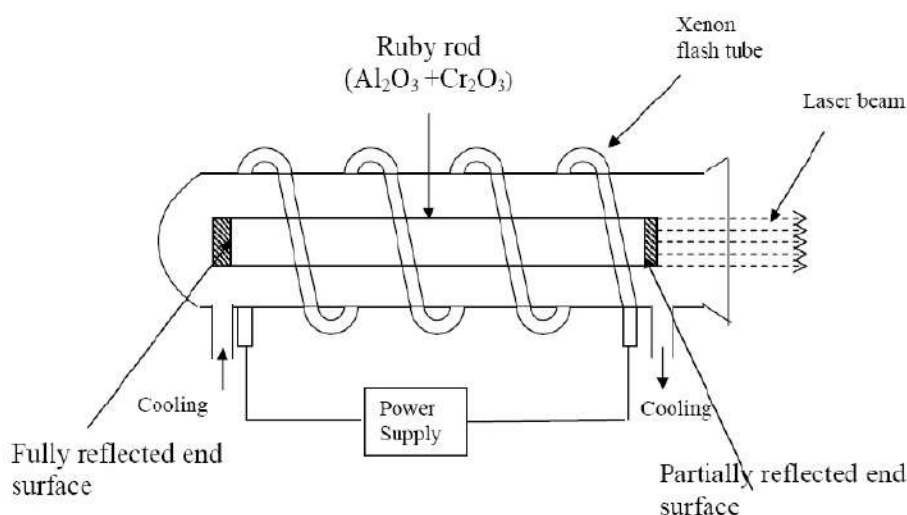 Xenon
flash tube
Ruby rod
(Al₂O₃ +Cr₂O₃)
Laser beam
Cooling
Power
Supply
Cooling
Fully reflected end
surface
Partially reflected end
surface